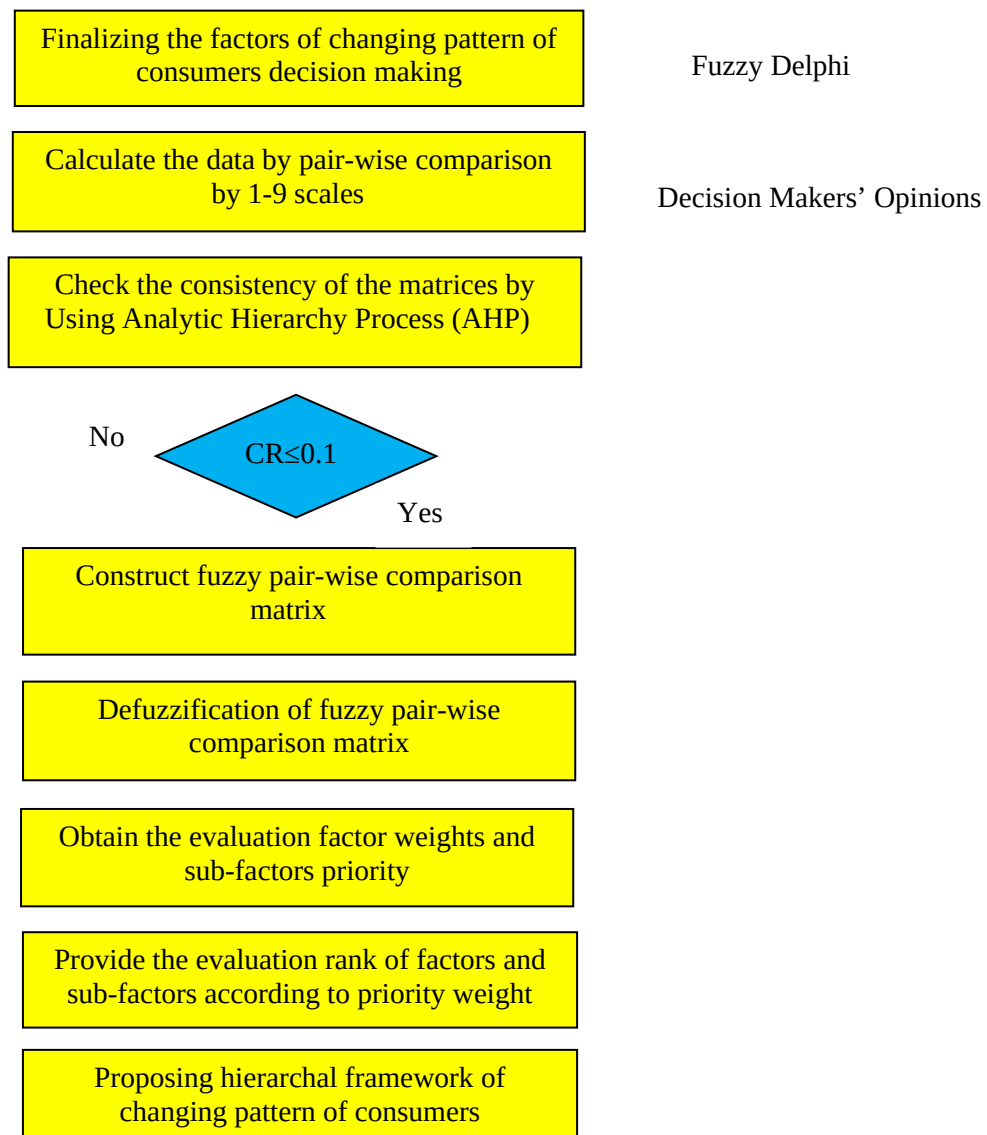 Finalizing the factors of changing pattern of
consumers decision making
Fuzzy Delphi
Calculate the data by pair-wise comparison
by 1-9 scales
Decision Makers’ Opinions
Check the consistency of the matrices by
Using Analytic Hierarchy Process (AHP)
No
CR≤0.1
Yes
Construct fuzzy pair-wise comparison
matrix
Defuzzification of fuzzy pair-wise
comparison matrix
Obtain the evaluation factor weights and
sub-factors priority
Provide the evaluation rank of factors and
sub-factors according to priority weight
Proposing hierarchal framework of
changing pattern of consumers